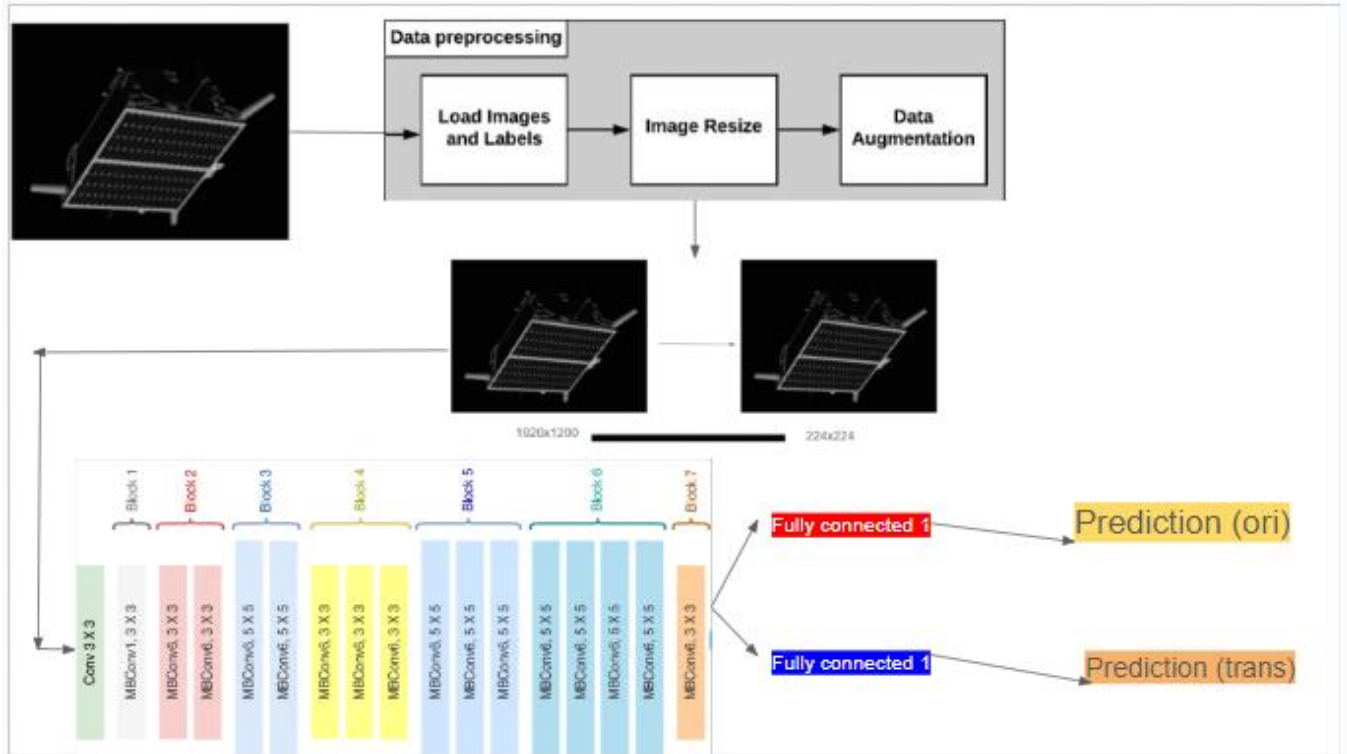 Data preprocessing
Load Images
and Labels
Image Resize
Data
Augmentation
1920x1200
224x224
Block 1
Block 2
Block 3
Block 4
Block 5
Block 6
Block 7
Conv 3 X 3
MBConv1, 3 X 3
MBConv6, 3 X 3
MBConv6, 3 X 3
MBConv6, 5 X 5
MBConv6, 5 X 5
MBConv6, 3 X 3
MBConv6, 3 X 3
MBConv6, 3 X 3
MBConv6, 5 X 5
MBConv6, 5 X 5
MBConv6, 5 X 5
MBConv6, 5 X 5
MBConv6, 5 X 5
MBConv6, 5 X 5
MBConv6, 5 X 5
MBConv6, 3 X 3
Fully connected 1
Prediction (ori)
Fully connected 1
Prediction (trans)